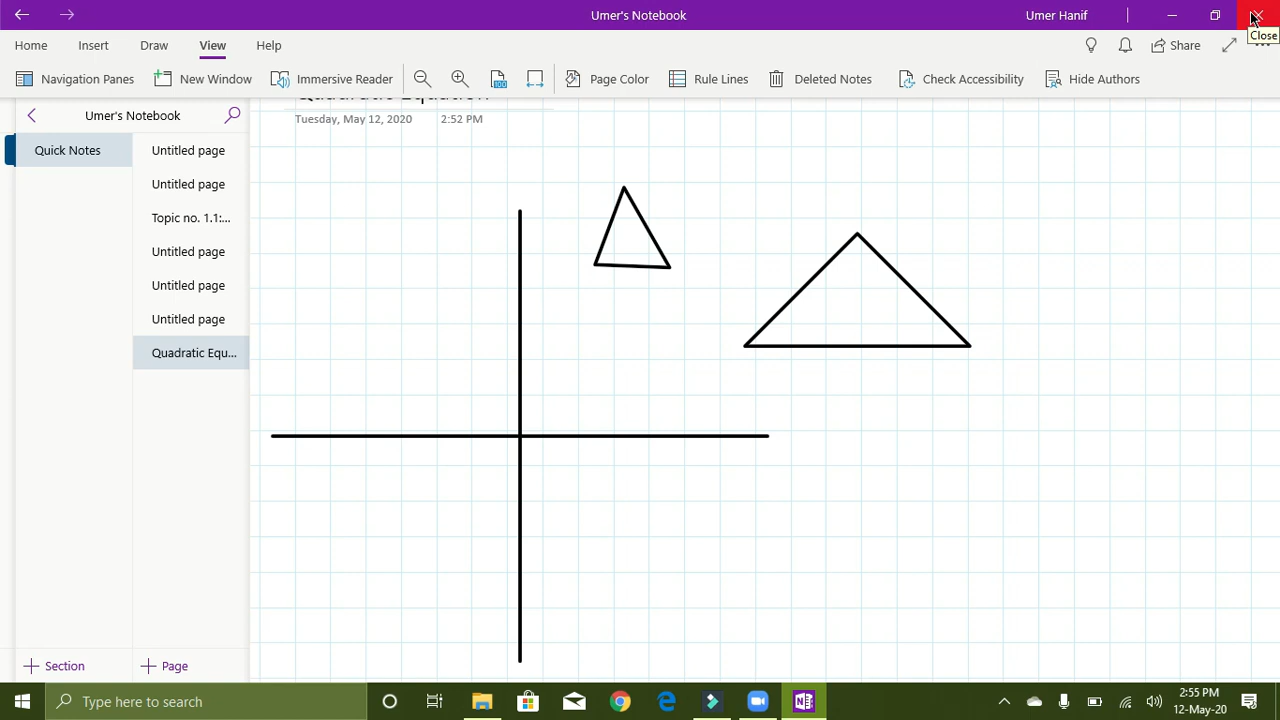 Umer's Notebook
Umer Hanif
Close
Home Insert Draw View Help
Share
Navigation Panes New Window Immersive Reader Page Color Rule Lines Deleted Notes Check Accessibility Hide Authors
Umer's Notebook
Quick Notes
Untitled page
Untitled page
Topic no. 1.1:...
Untitled page
Untitled page
Untitled page
Quadratic Equ...
Quadratic Equation
Tuesday, May 12, 2020 2:52 PM
+ Section
+ Page
Type here to search
2:55 PM
12-May-20